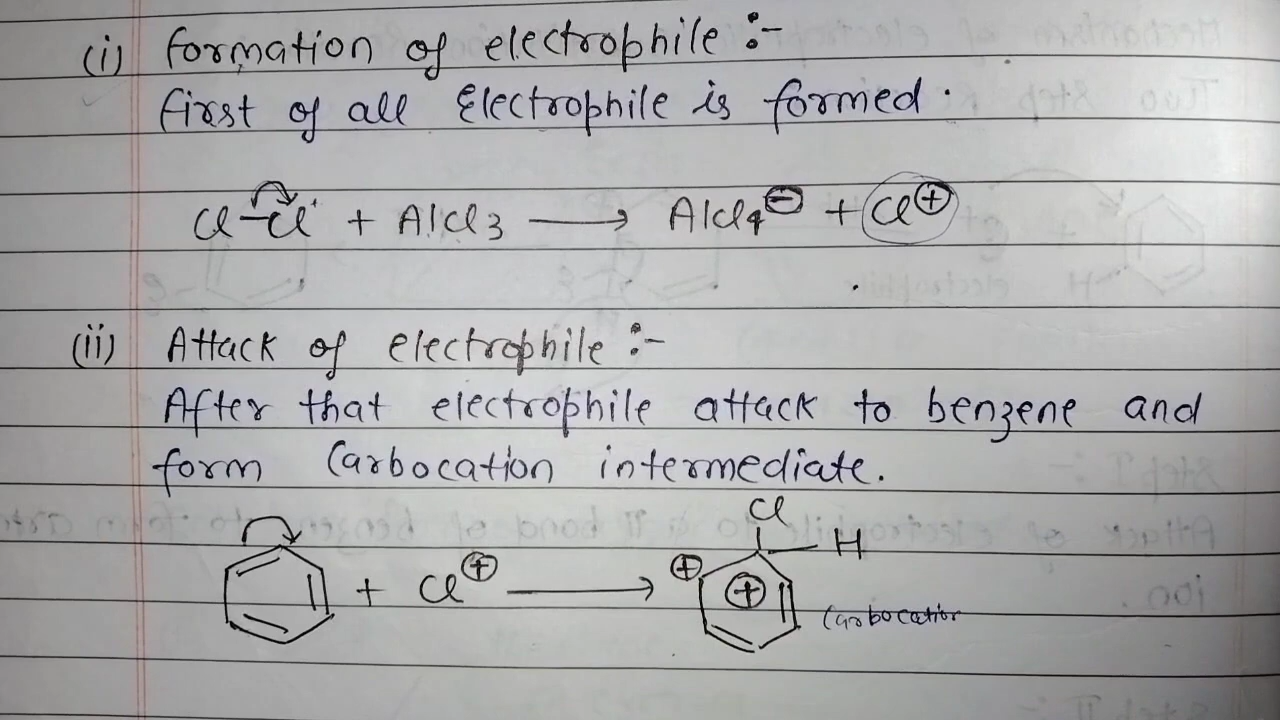 (i) formation of electrophile :-
first of all Electrophile is formed.
Cl-Cl + AlCl3 ⟶ AlCl4⊖ + Cl⊕
(ii) Attack of electrophile :-
After that electrophile attack to benzene and
form Carbocation intermediate.
Cl
H
+ Cl⊕ ⟶ ⊕ ⊕
Carbocation